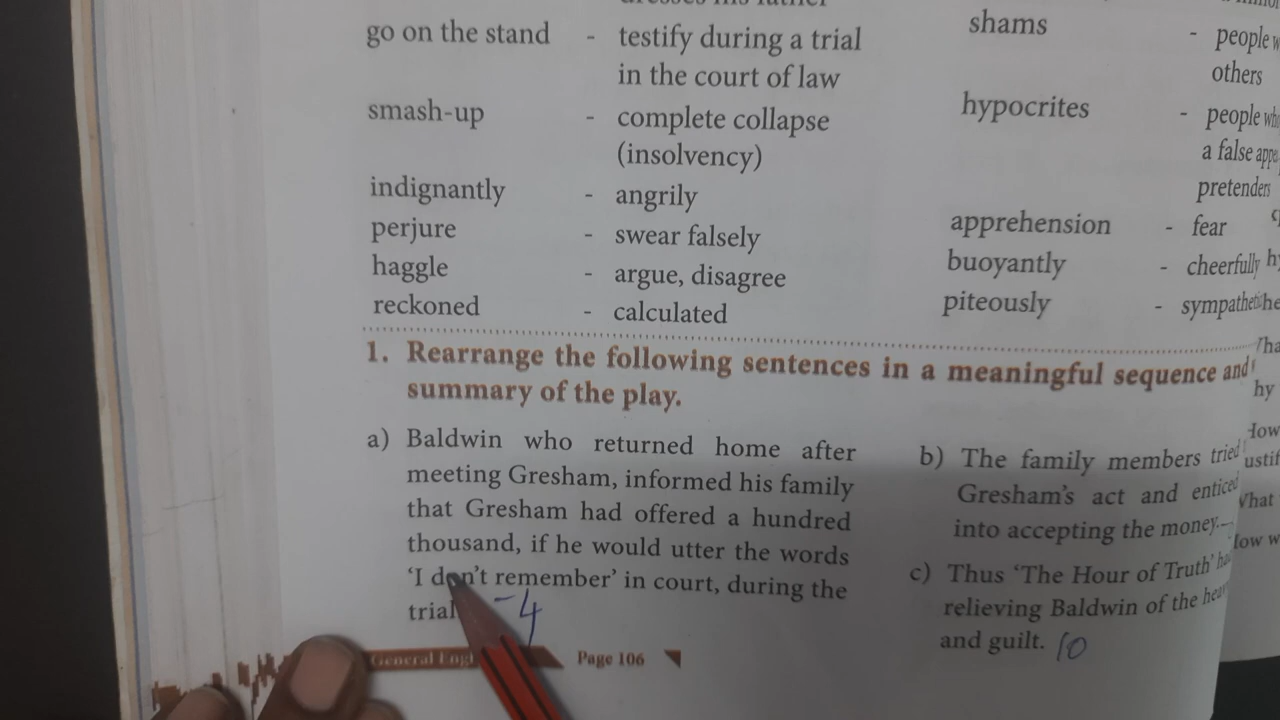 go on the stand - testify during a trial
in the court of law
smash-up - complete collapse
(insolvency)
indignantly - angrily
perjure - swear falsely
haggle - argue, disagree
reckoned - calculated
shams - people
others
hypocrites - people
a false
pretenders
apprehension - fear
buoyantly - cheerfully
piteously -
1. Rearrange the following sentences in a meaningful sequence and
summary of the play.
a) Baldwin who returned home after
meeting Gresham, informed his family
that Gresham had offered a hundred
thousand, if he would utter the words
‘I don’t remember’ in court, during the
trial -4
b) The family members tried
Gresham’s act and enticed
into accepting the money.
c) Thus ‘The Hour of Truth’
relieving Baldwin of the
and guilt. 10
General Page 106